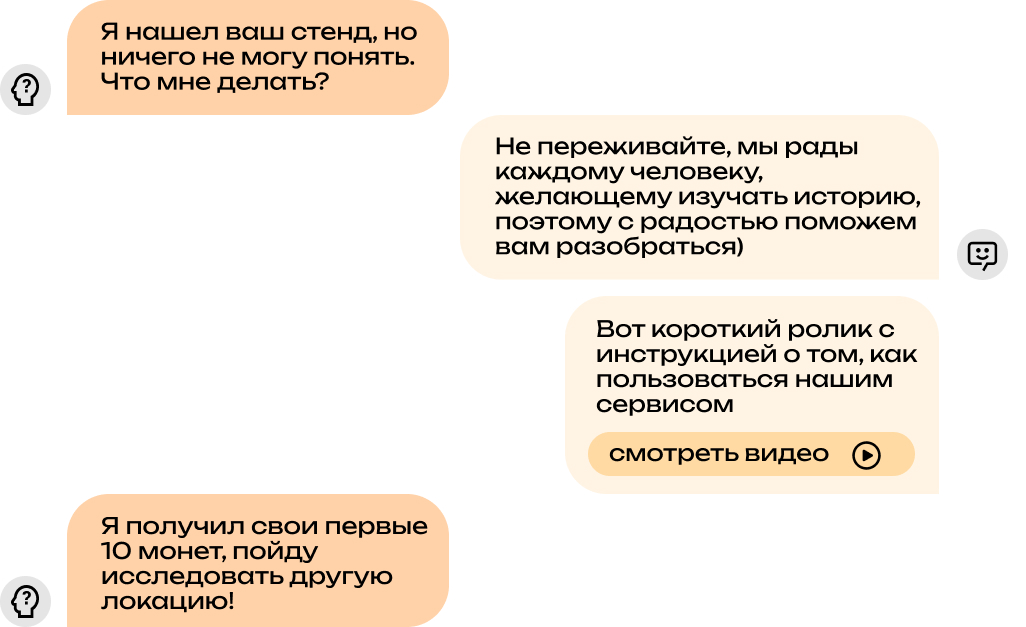 Я нашел ваш стенд, но
ничего не могу понять.
Что мне делать?
Не переживайте, мы рады
каждому человеку,
желающему изучать историю,
поэтому с радостью поможем
вам разобраться)
Вот короткий ролик с
инструкцией о том, как
пользоваться нашим
сервисом
смотреть видео
Я получил свои первые
10 монет, пойду
исследовать другую
локацию!